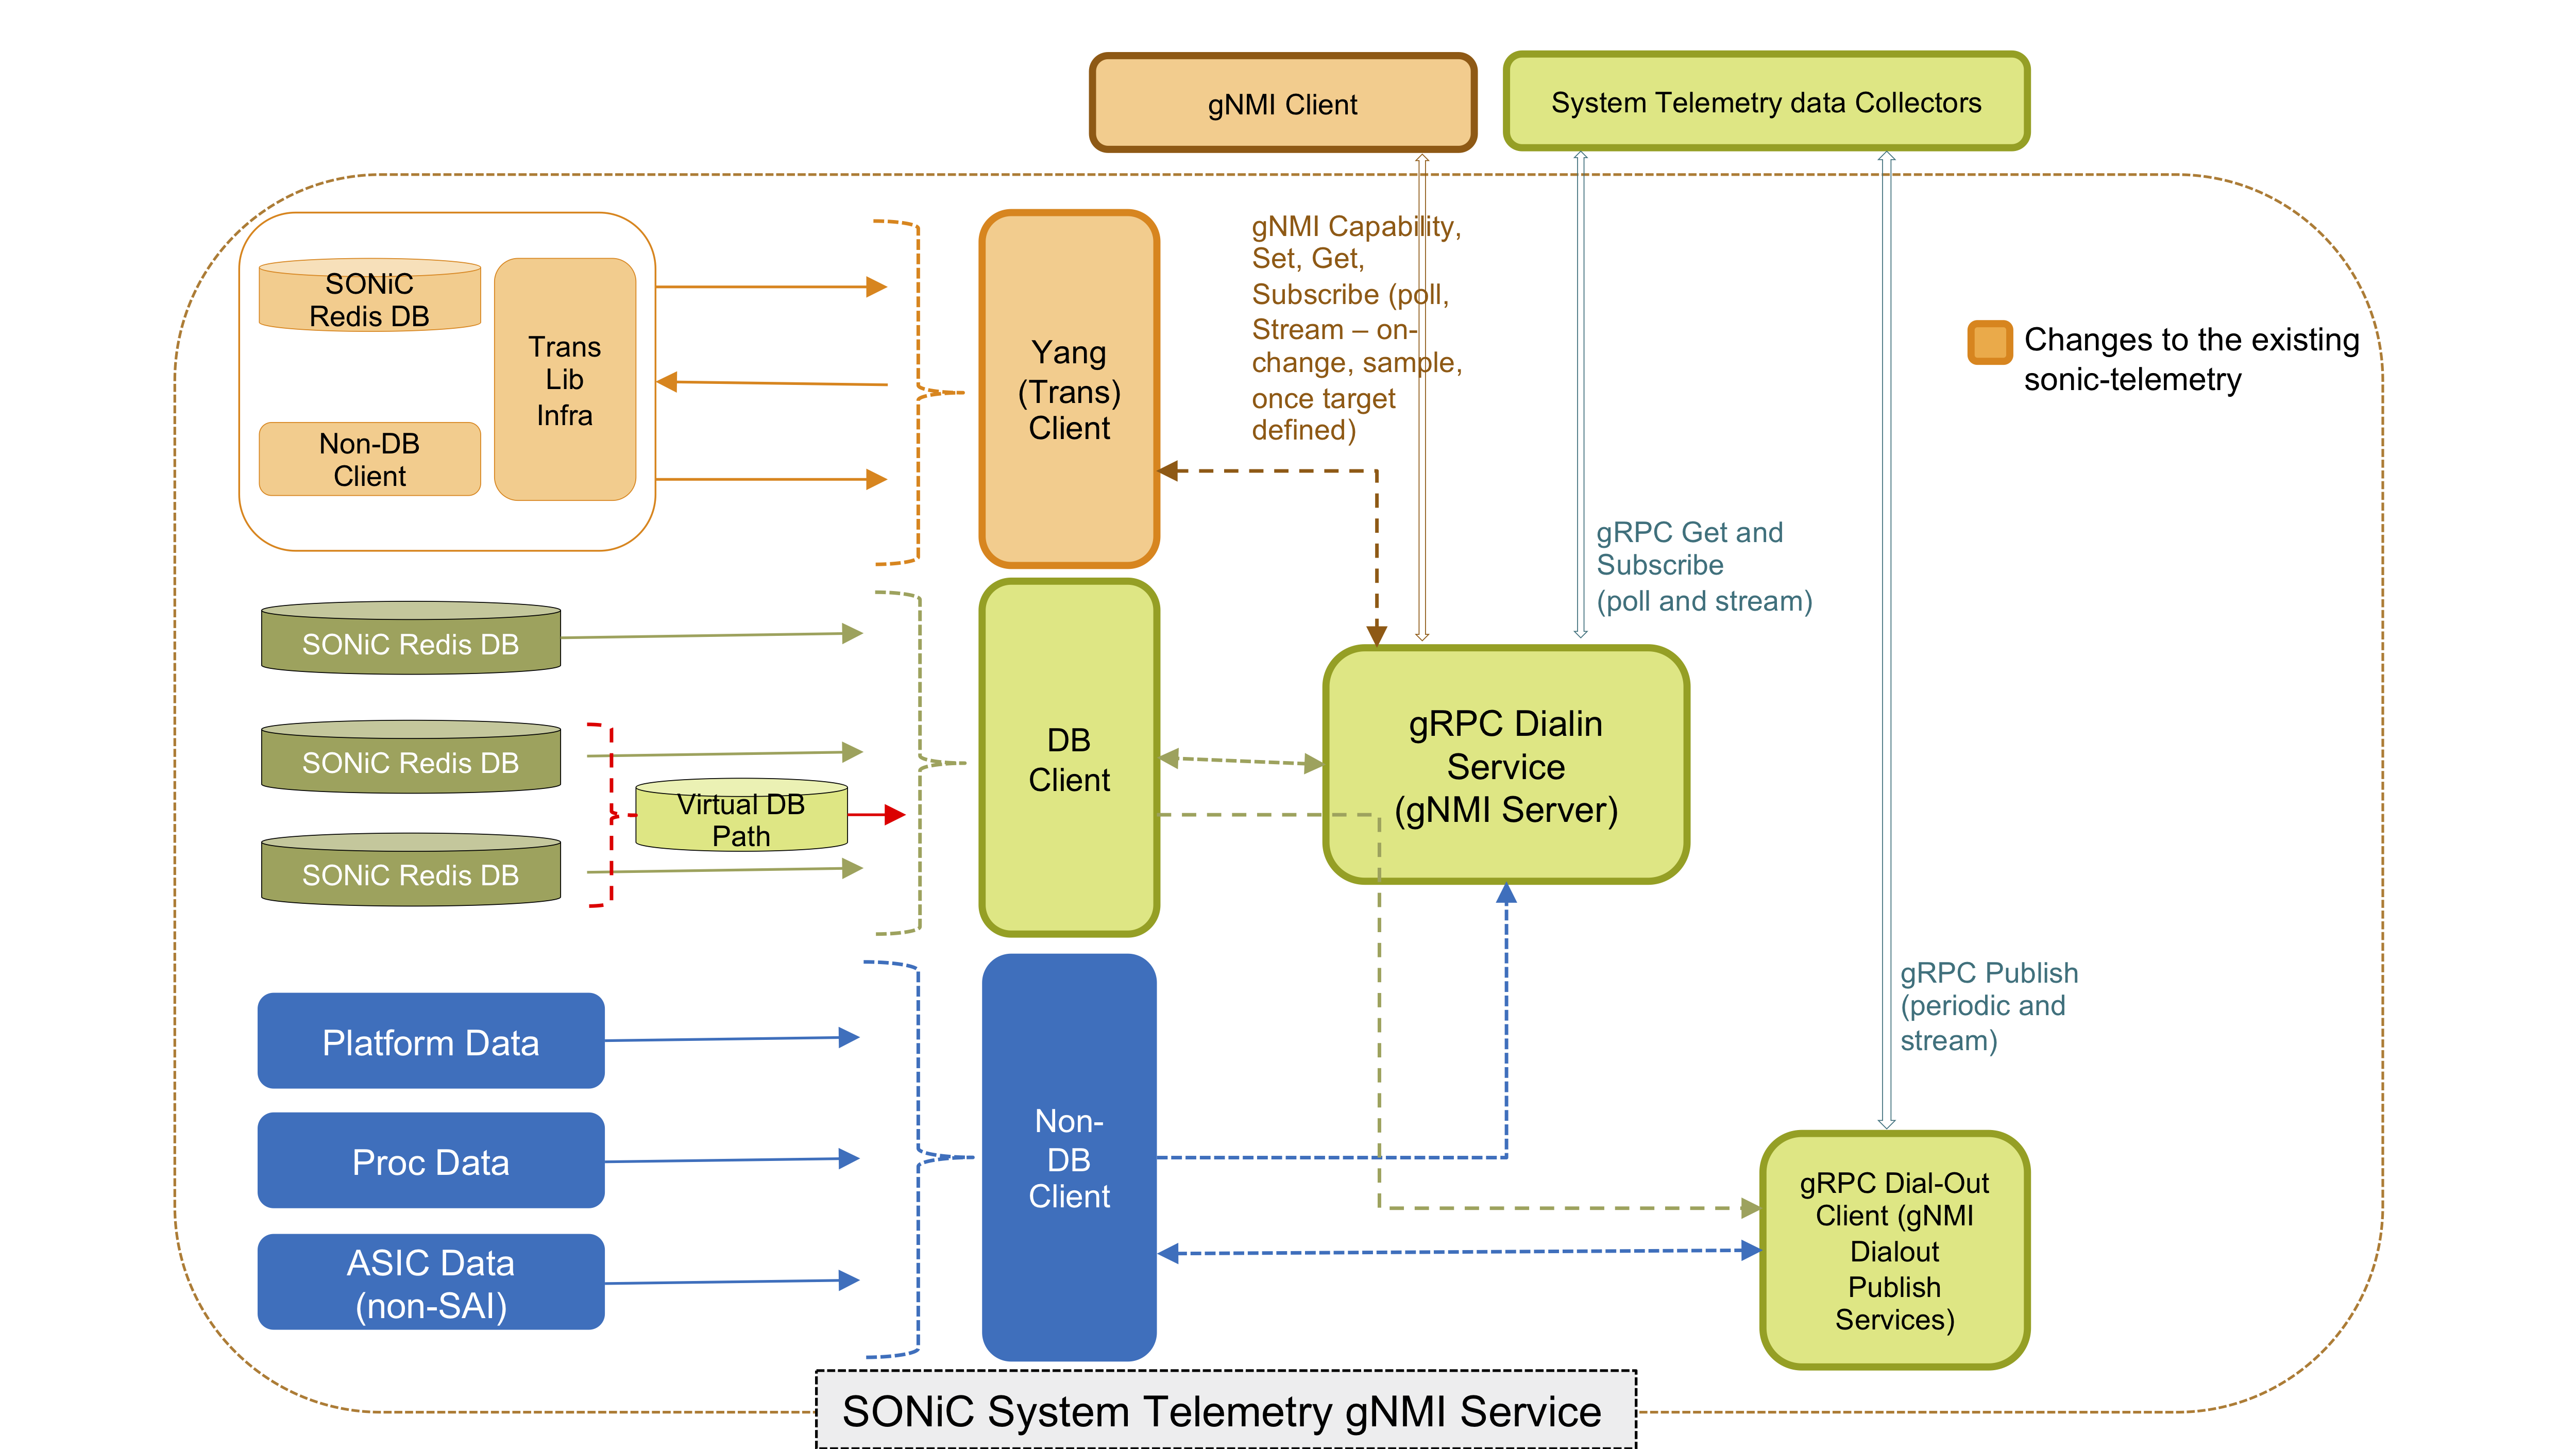 gNMI Client
System Telemetry data Collectors
SONiC
Redis DB
Non-DB
Client
Trans
Lib
Infra
Yang
(Trans)
Client
gNMI Capability,
Set, Get,
Subscribe (poll,
Stream – on-
change, sample,
once target
defined)
Changes to the existing
sonic-telemetry
gRPC Get and
Subscribe
(poll and stream)
SONiC Redis DB
SONiC Redis DB
SONiC Redis DB
Virtual DB
Path
DB
Client
gRPC Dialin
Service
(gNMI Server)
gRPC Publish
(periodic and
stream)
Platform Data
Proc Data
ASIC Data
(non-SAI)
Non-
DB
Client
gRPC Dial-Out
Client (gNMI
Dialout
Publish
Services)
SONiC System Telemetry gNMI Service